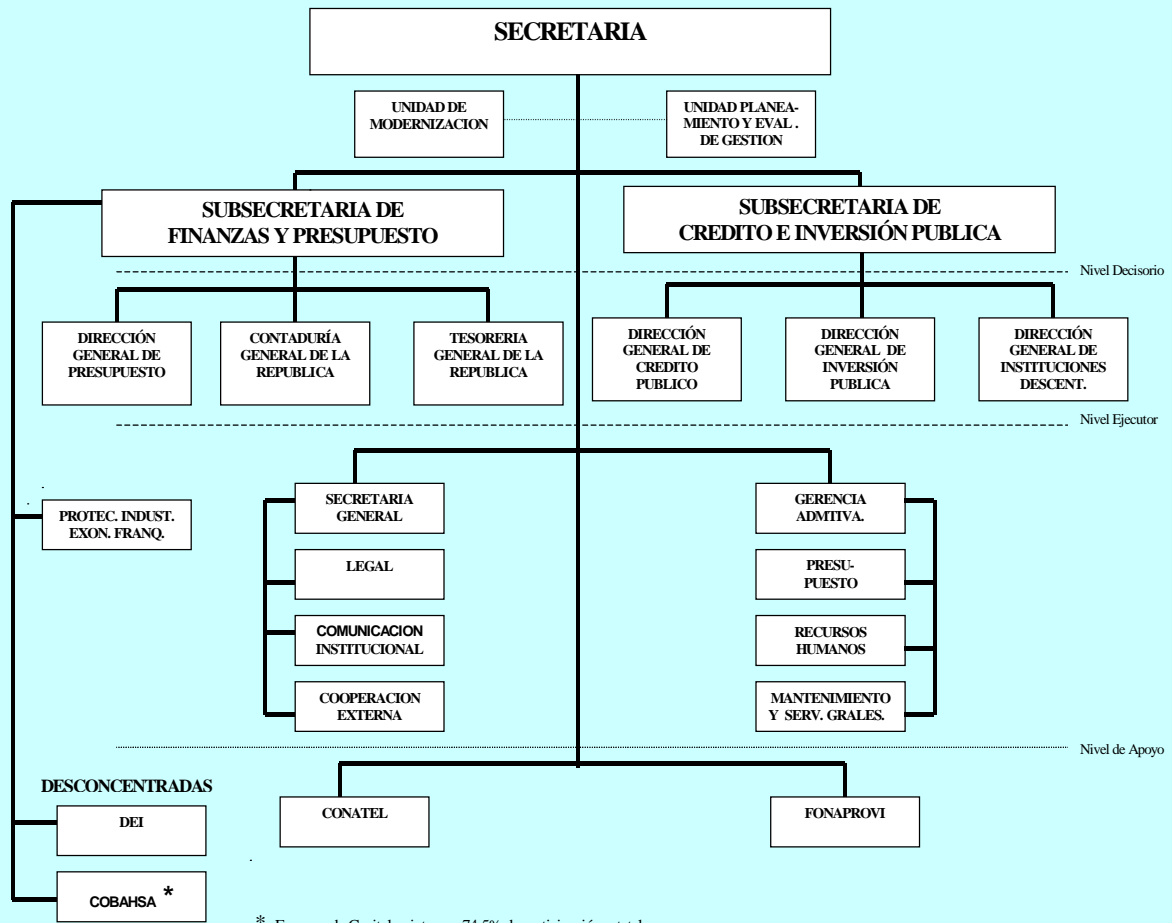 SECRETARIA
UNIDAD DE
MODERNIZACION
UNIDAD PLANEA-
MIENTO Y EVAL .
DE GESTION
SUBSECRETARIA DE
FINANZAS Y PRESUPUESTO
SUBSECRETARIA DE
CREDITO E INVERSIÓN PUBLICA
Nivel Decisorio
DIRECCIÓN
GENERAL DE
PRESUPUESTO
CONTADURÍA
GENERAL DE LA
REPUBLICA
TESORERIA
GENERAL DE LA
REPUBLICA
DIRECCIÓN
GENERAL DE
CREDITO
PUBLICO
DIRECCIÓN
GENERAL DE
INVERSIÓN
PUBLICA
DIRECCIÓN
GENERAL DE
INSTITUCIONES
DESCENT.
Nivel Ejecutor
PROTEC. INDUST.
EXON. FRANQ.
SECRETARIA
GENERAL
LEGAL
COMUNICACION
INSTITUCIONAL
COOPERACION
EXTERNA
GERENCIA
ADMTIVA.
PRESU-
PUESTO
RECURSOS
HUMANOS
MANTENIMIENTO
Y SERV. GRALES.
Nivel de Apoyo
DESCONCENTRADAS
DEI
COBAHSA *
CONATEL
FONAPROVI